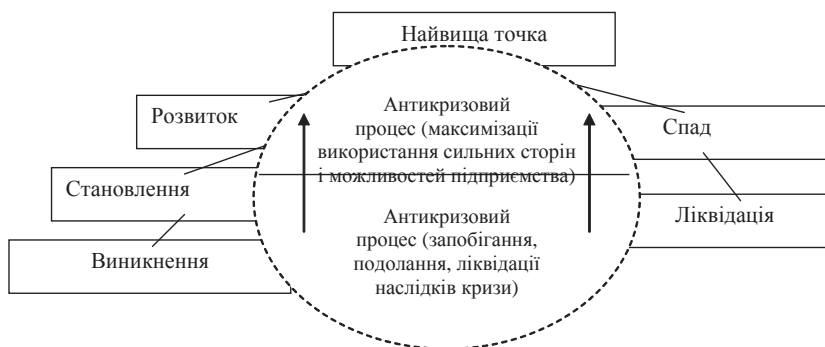 Найвища точка
Розвиток
Становлення
Виникнення
Антикризовий
процес (максимізації
використання сильних сторін
і можливостей підприємства)
Антикризовий
процес (запобігання,
подолання, ліквідації
наслідків кризи)
Спад
Ліквідація